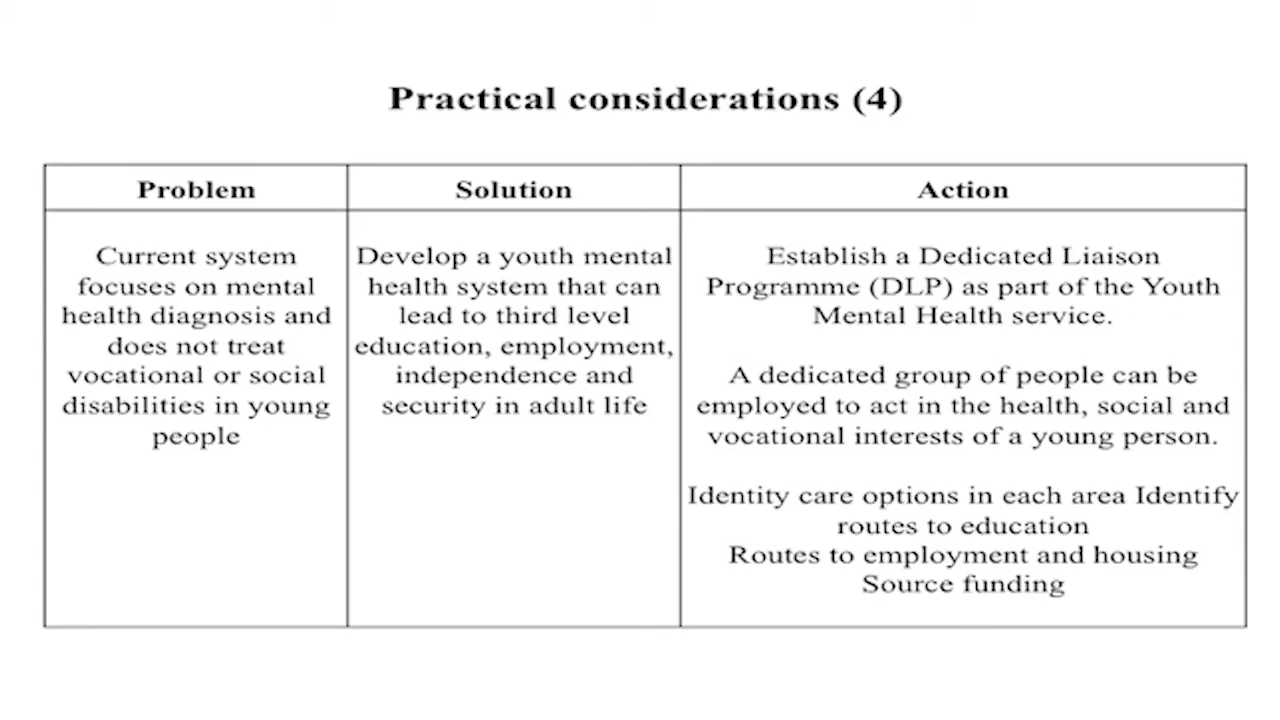 Practical considerations (4)
Problem
Solution
Action
Current system
focuses on mental
health diagnosis and
does not treat
vocational or social
disabilities in young
people
Develop a youth mental
health system that can
lead to third level
education, employment,
independence and
security in adult life
Establish a Dedicated Liaison
Programme (DLP) as part of the Youth
Mental Health service.
A dedicated group of people can be
employed to act in the health, social and
vocational interests of a young person.
Identity care options in each area Identify
routes to education
Routes to employment and housing
Source funding